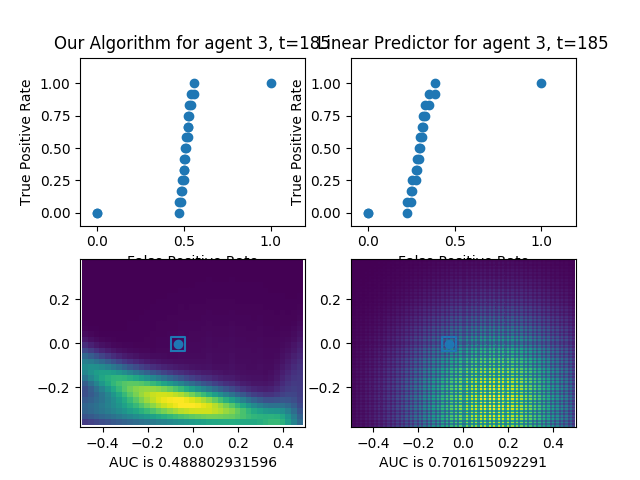 Our Algorithm for agent 3, t=185
Linear Predictor for agent 3, t=185
True Positive Rate
1.00
0.75
0.50
0.25
0.00
0.0 0.5 1.0
False Positive Rate
True Positive Rate
1.00
0.75
0.50
0.25
0.00
0.0 0.5 1.0
False Positive Rate
0.2
0.0
−0.2
−0.4 −0.2 0.0 0.2 0.4
AUC is 0.488802931596
0.2
0.0
−0.2
−0.4 −0.2 0.0 0.2 0.4
AUC is 0.701615092291